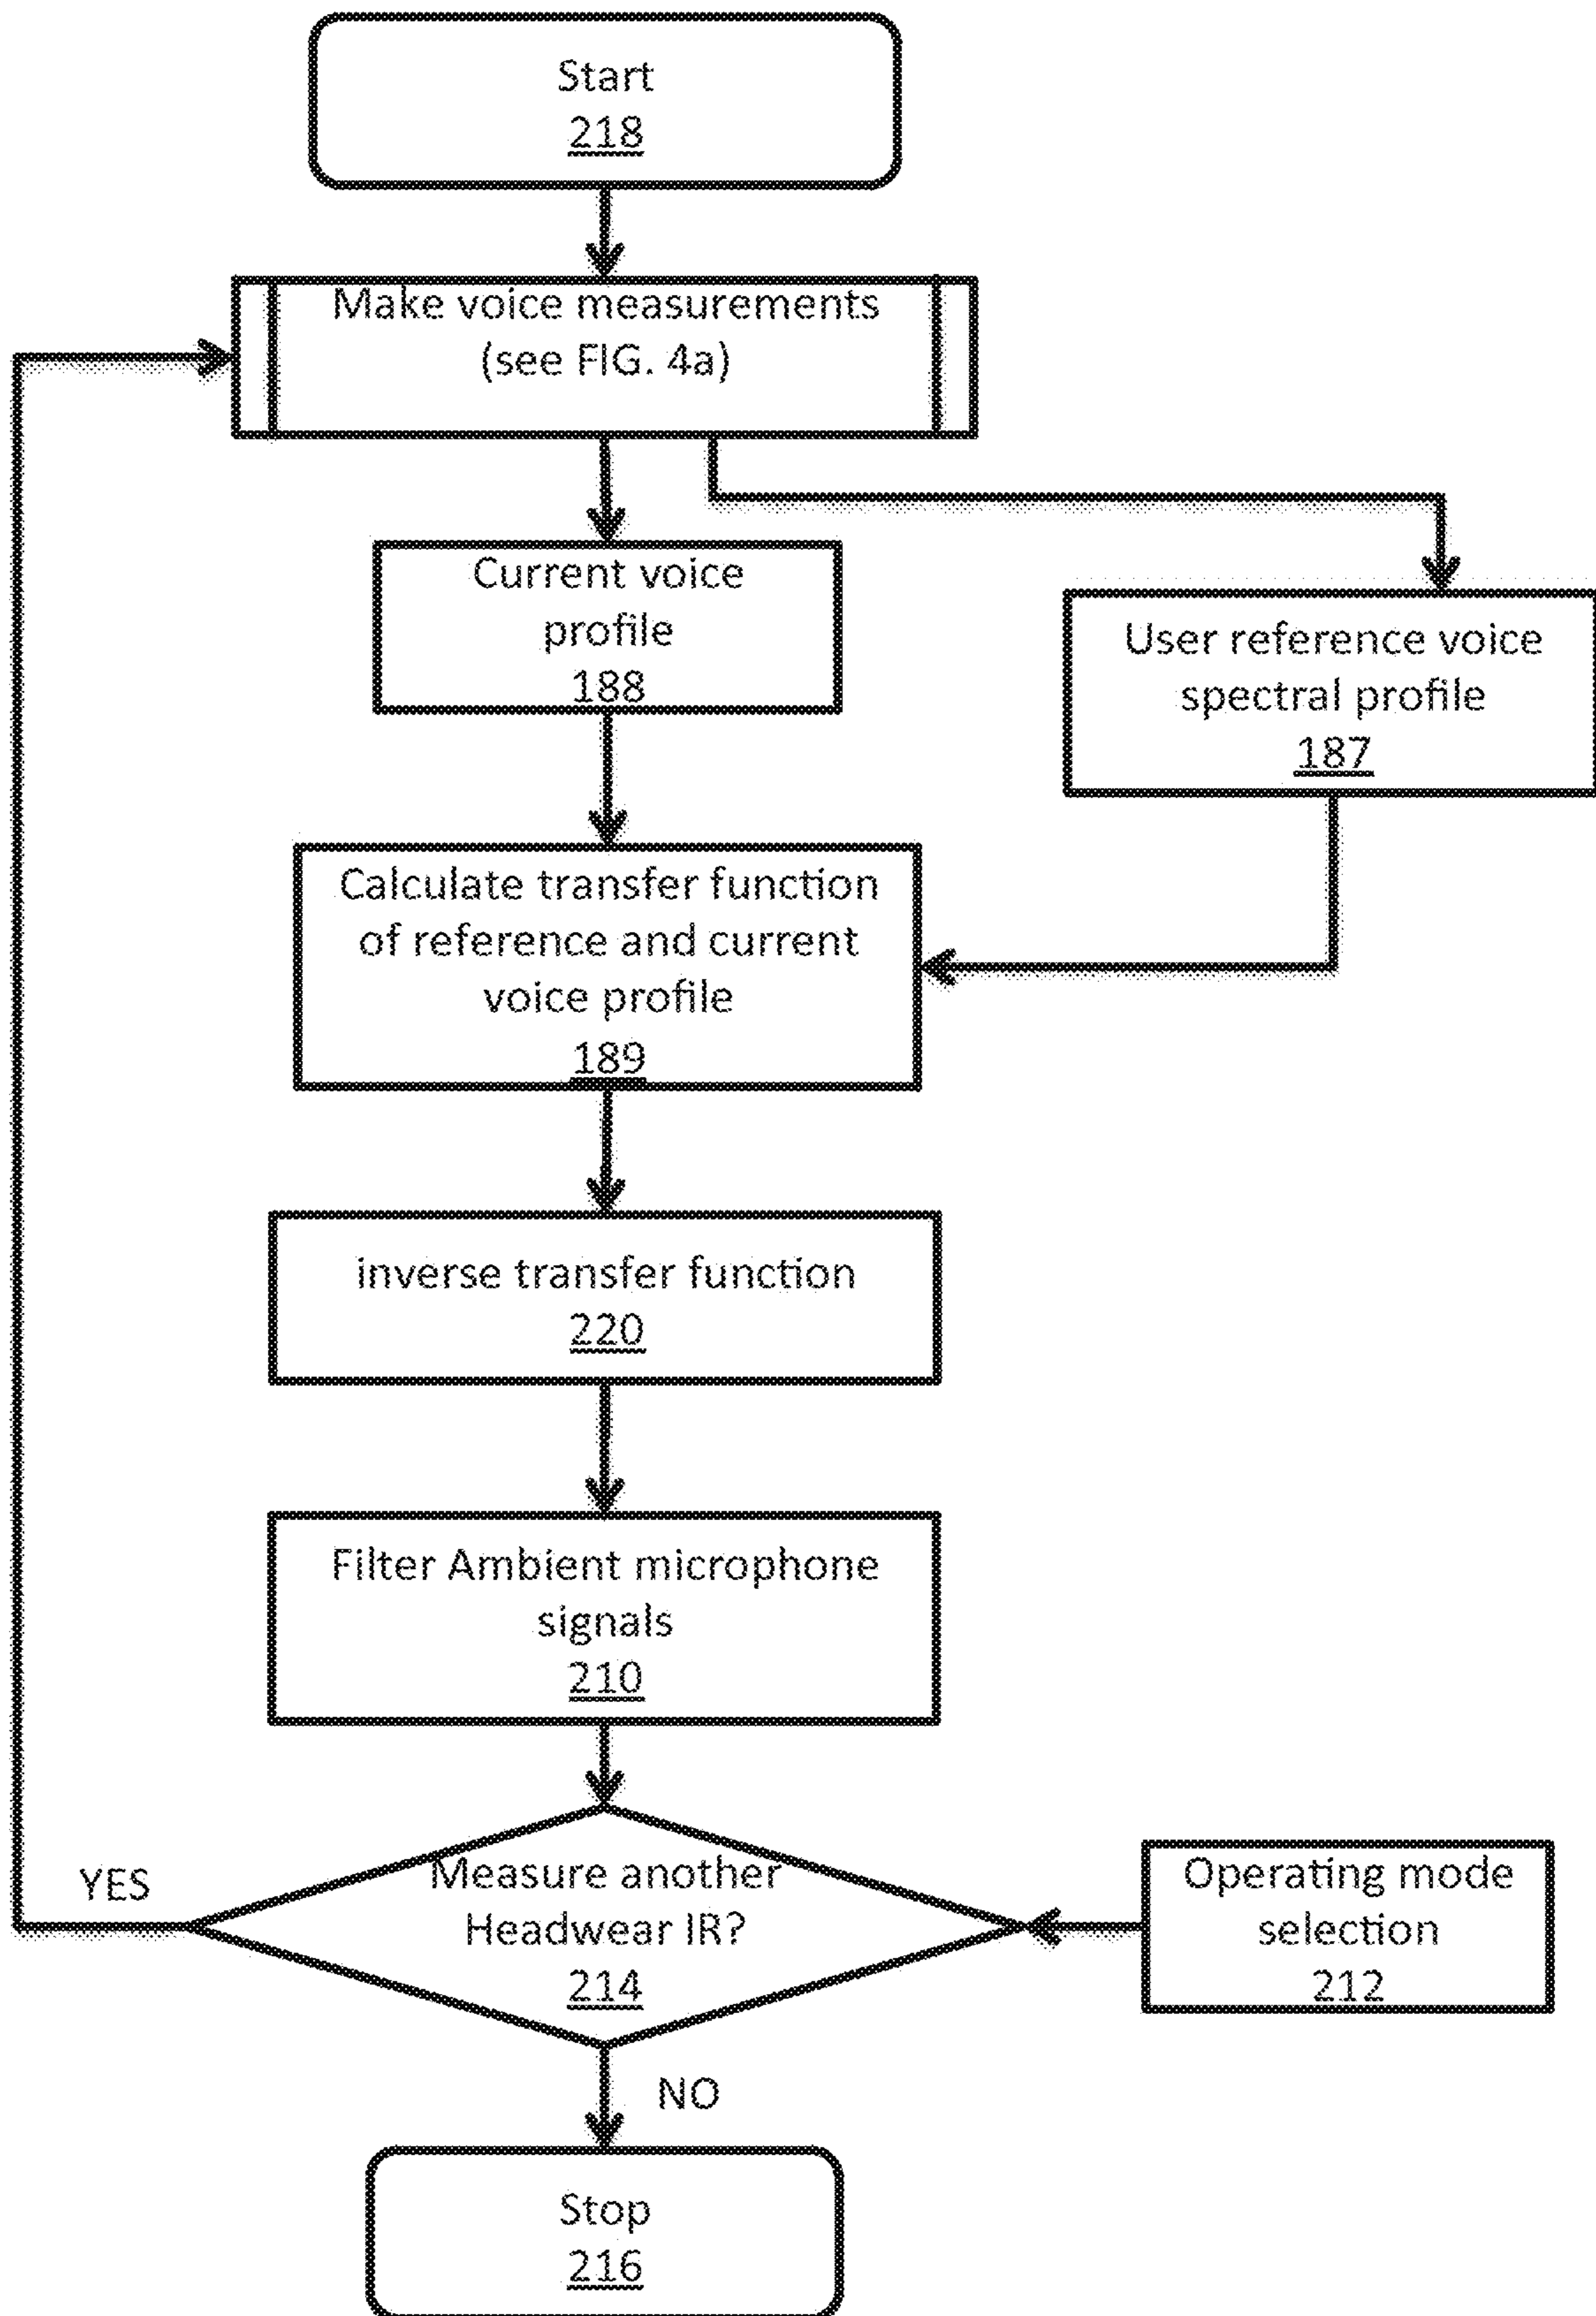 Start
218
Make voice measurements
(see FIG. 4a)
Current voice
profile
188
User reference voice
spectral profile
187
Calculate transfer function
of reference and current
voice profile
189
inverse transfer function
220
Filter Ambient microphone
signals
210
YES
Measure another
Headwear IR?
214
Operating mode
selection
212
NO
Stop
216